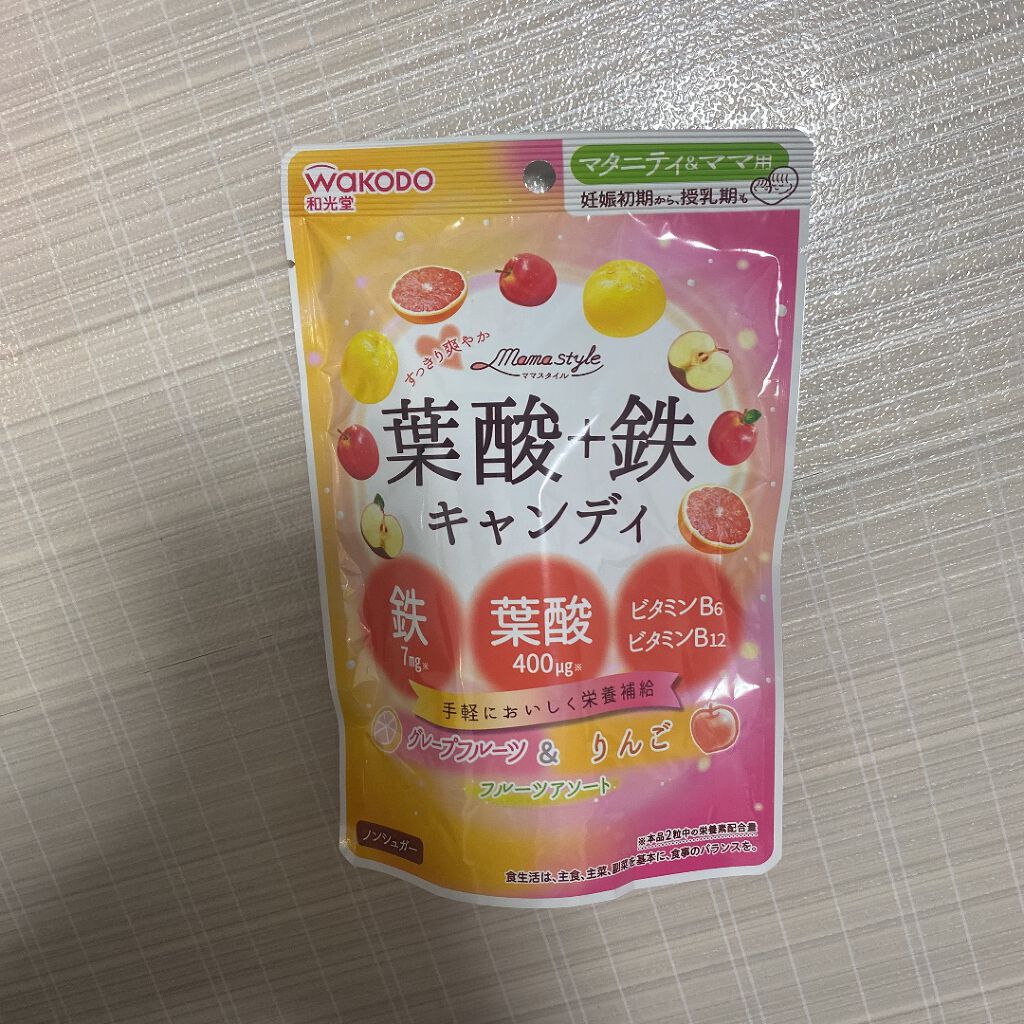 WAKODO
和光堂
マタニティ&ママ用
妊娠初期から、授乳期も
すっきり爽やか
Mama style
ママスタイル
葉酸+鉄
キャンディ
鉄
7mg※
葉酸
400μg※
ビタミンB6
ビタミンB12
手軽においしく栄養補給
グレープフルーツ & りんご
フルーツアソート
ノンシュガー
※本品2粒中の栄養素配合量
食生活は、主食、主菜、副菜を基本に、食事のバランスを。